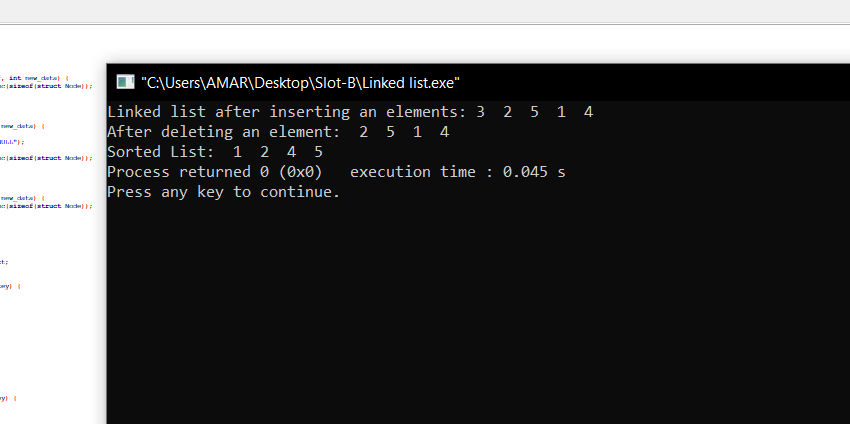 , int new_data) {
c(sizeof(struct Node));
new_data) {
ULL");
c(sizeof(struct Node));
new_data) {
c(sizeof(struct Node));
t;
ey) {
y) {
"C:\Users\AMAR\Desktop\Slot-B\Linked list.exe"
Linked list after inserting an elements: 3 2 5 1 4
After deleting an element: 2 5 1 4
Sorted List: 1 2 4 5
Process returned 0 (0x0) execution time : 0.045 s
Press any key to continue.